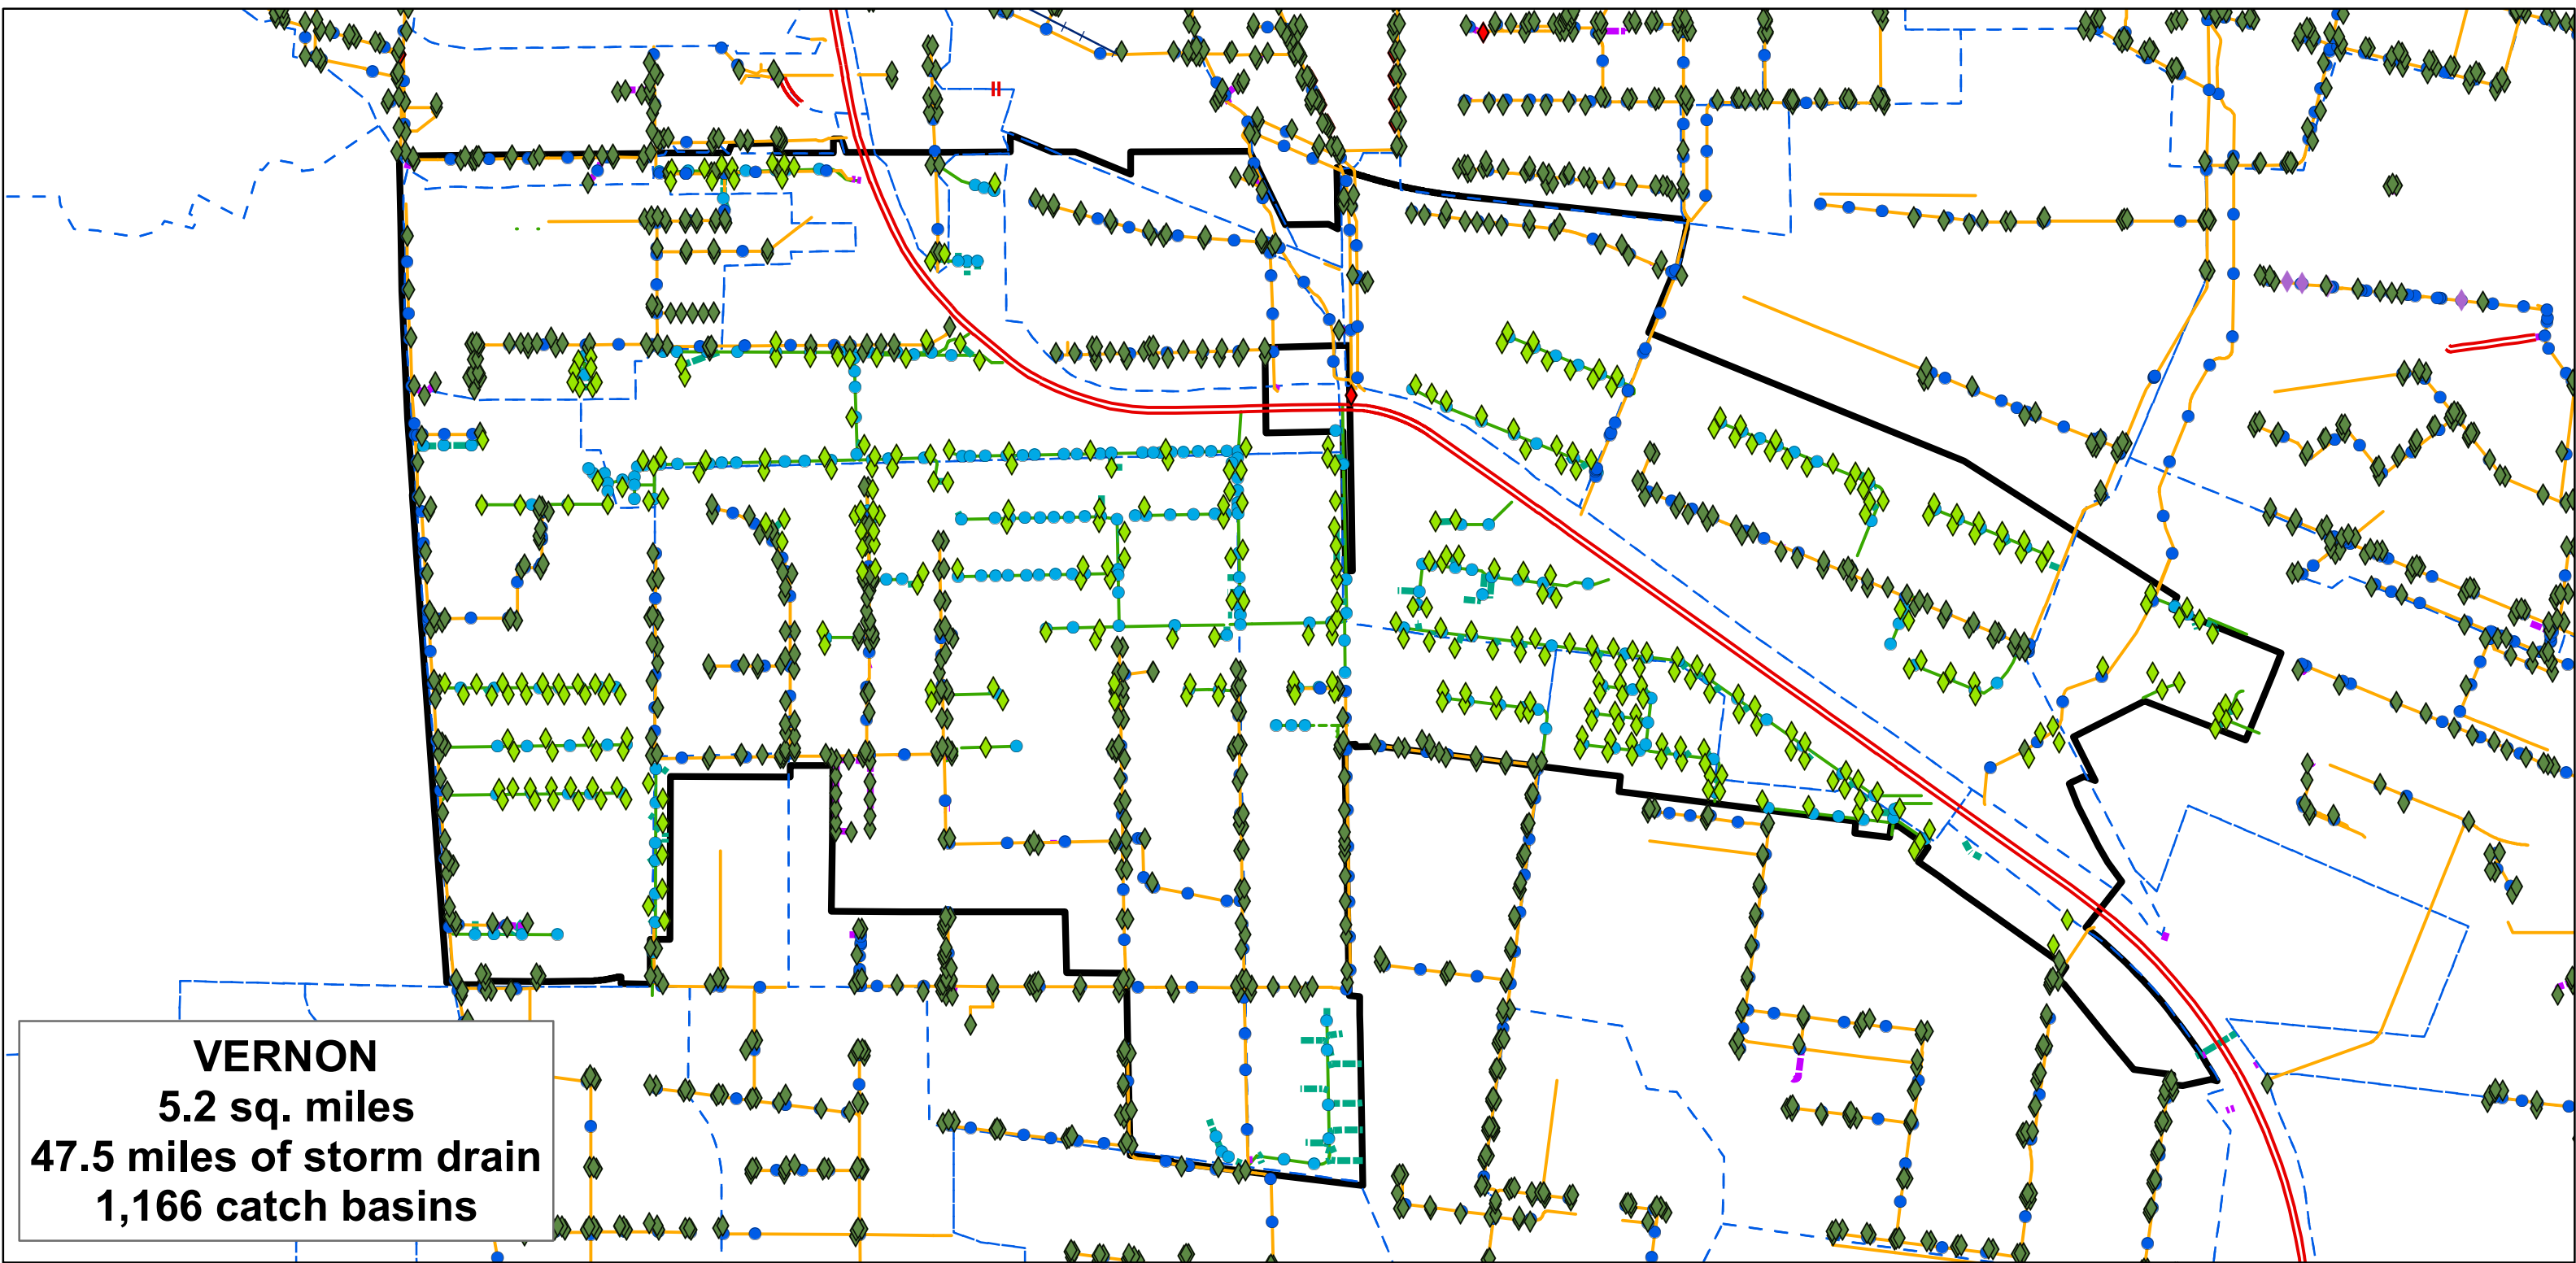 VERNON
5.2 sq. miles
47.5 miles of storm drain
1,166 catch basins